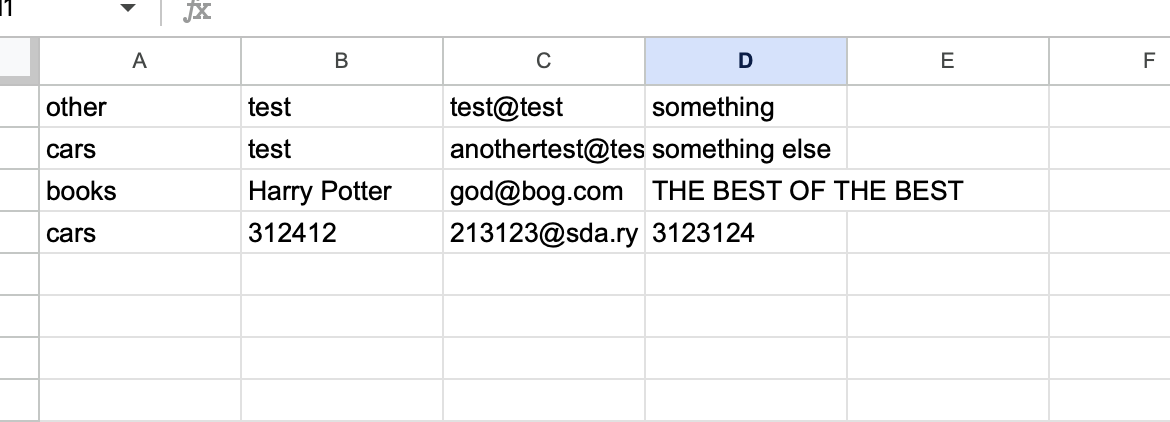 fx
A B C D E F
other test test@test something
cars test anothertest@tes something else
books Harry Potter god@bog.com THE BEST OF THE BEST
cars 312412 213123@sda.ry 3123124